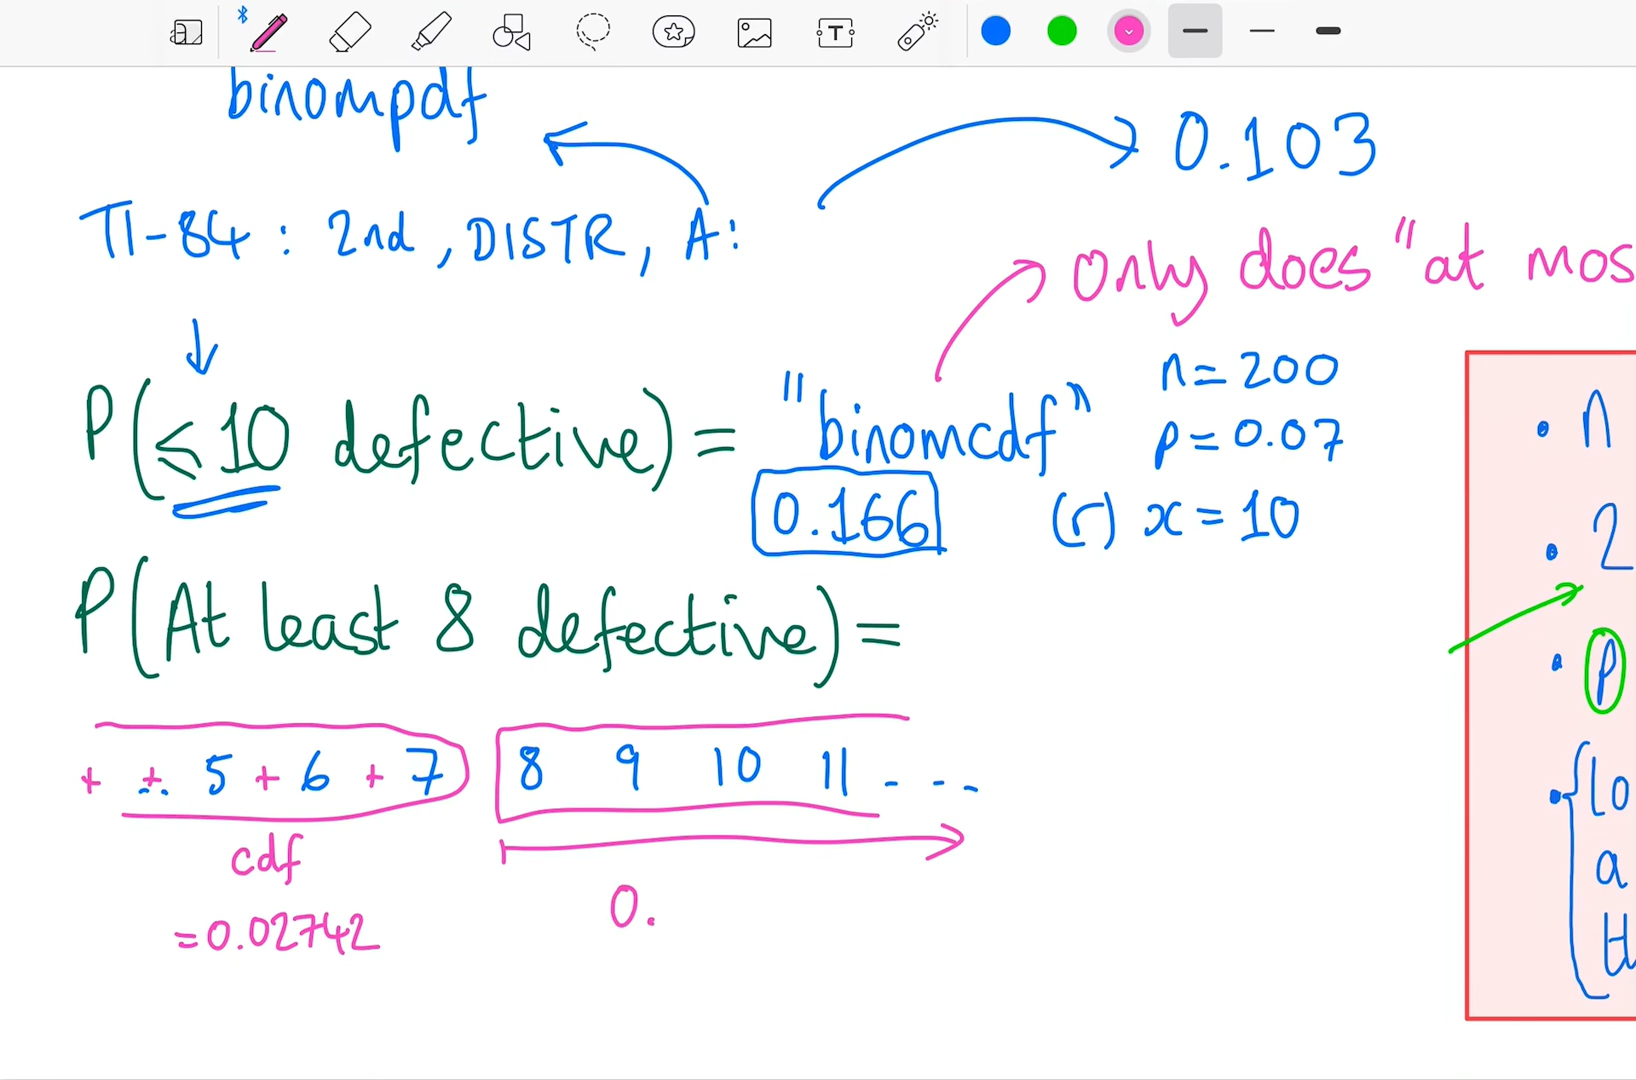 binompdf
0.103
TI-84 : 2nd , DISTR , A:
Only does "at mos
P(≤10 defective) = "binomcdf"
n = 200
p = 0.07
(r) x = 10
0.166
P(At least 8 defective) =
+ + .. 5 + 6 + 7 8 9 10 11 - - -
cdf
= 0.02742
0.
• n
• 2
• p
• { lo
a